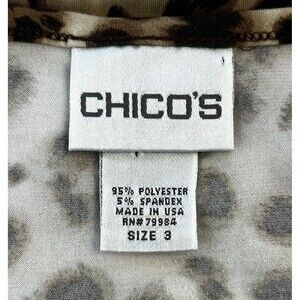 CHICO'S
95% POLYESTER
5% SPANDEX
MADE IN USA
RN#79984
SIZE 3